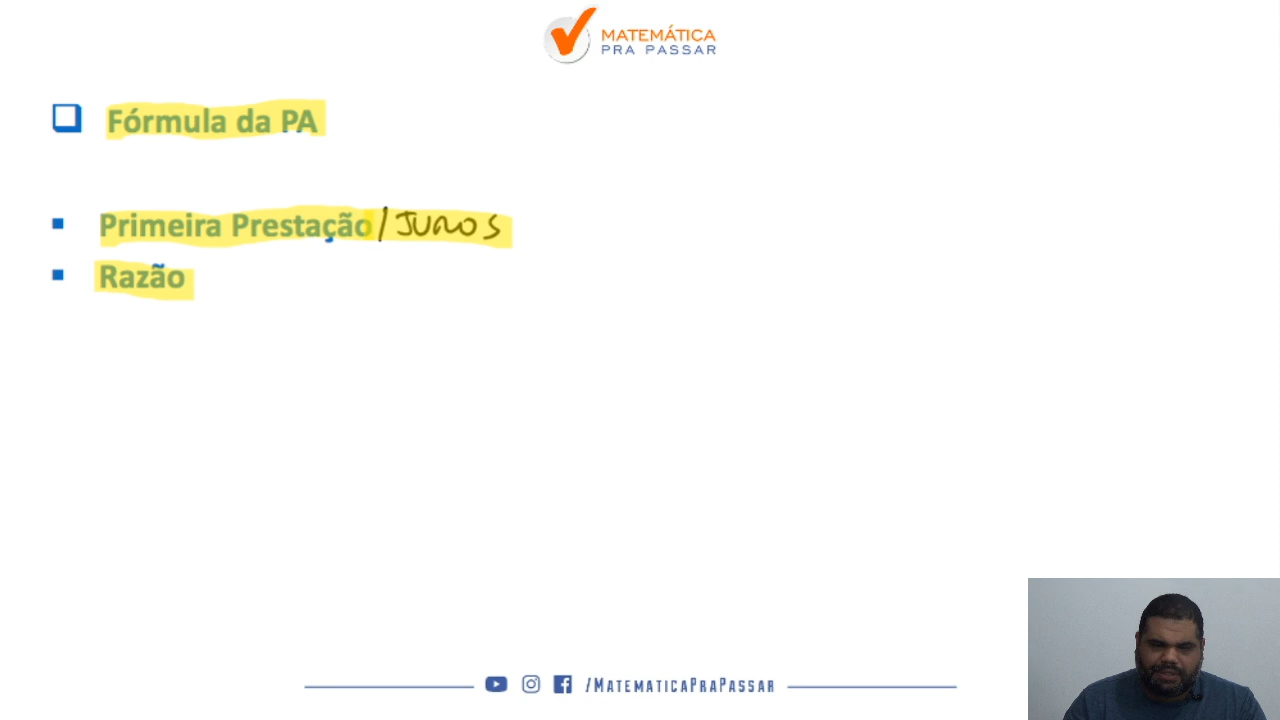 MATEMÁTICA
PRA PASSAR
Fórmula da PA
Primeira Prestação / JUROS
Razão
/MATEMATICAPRAPASSAR